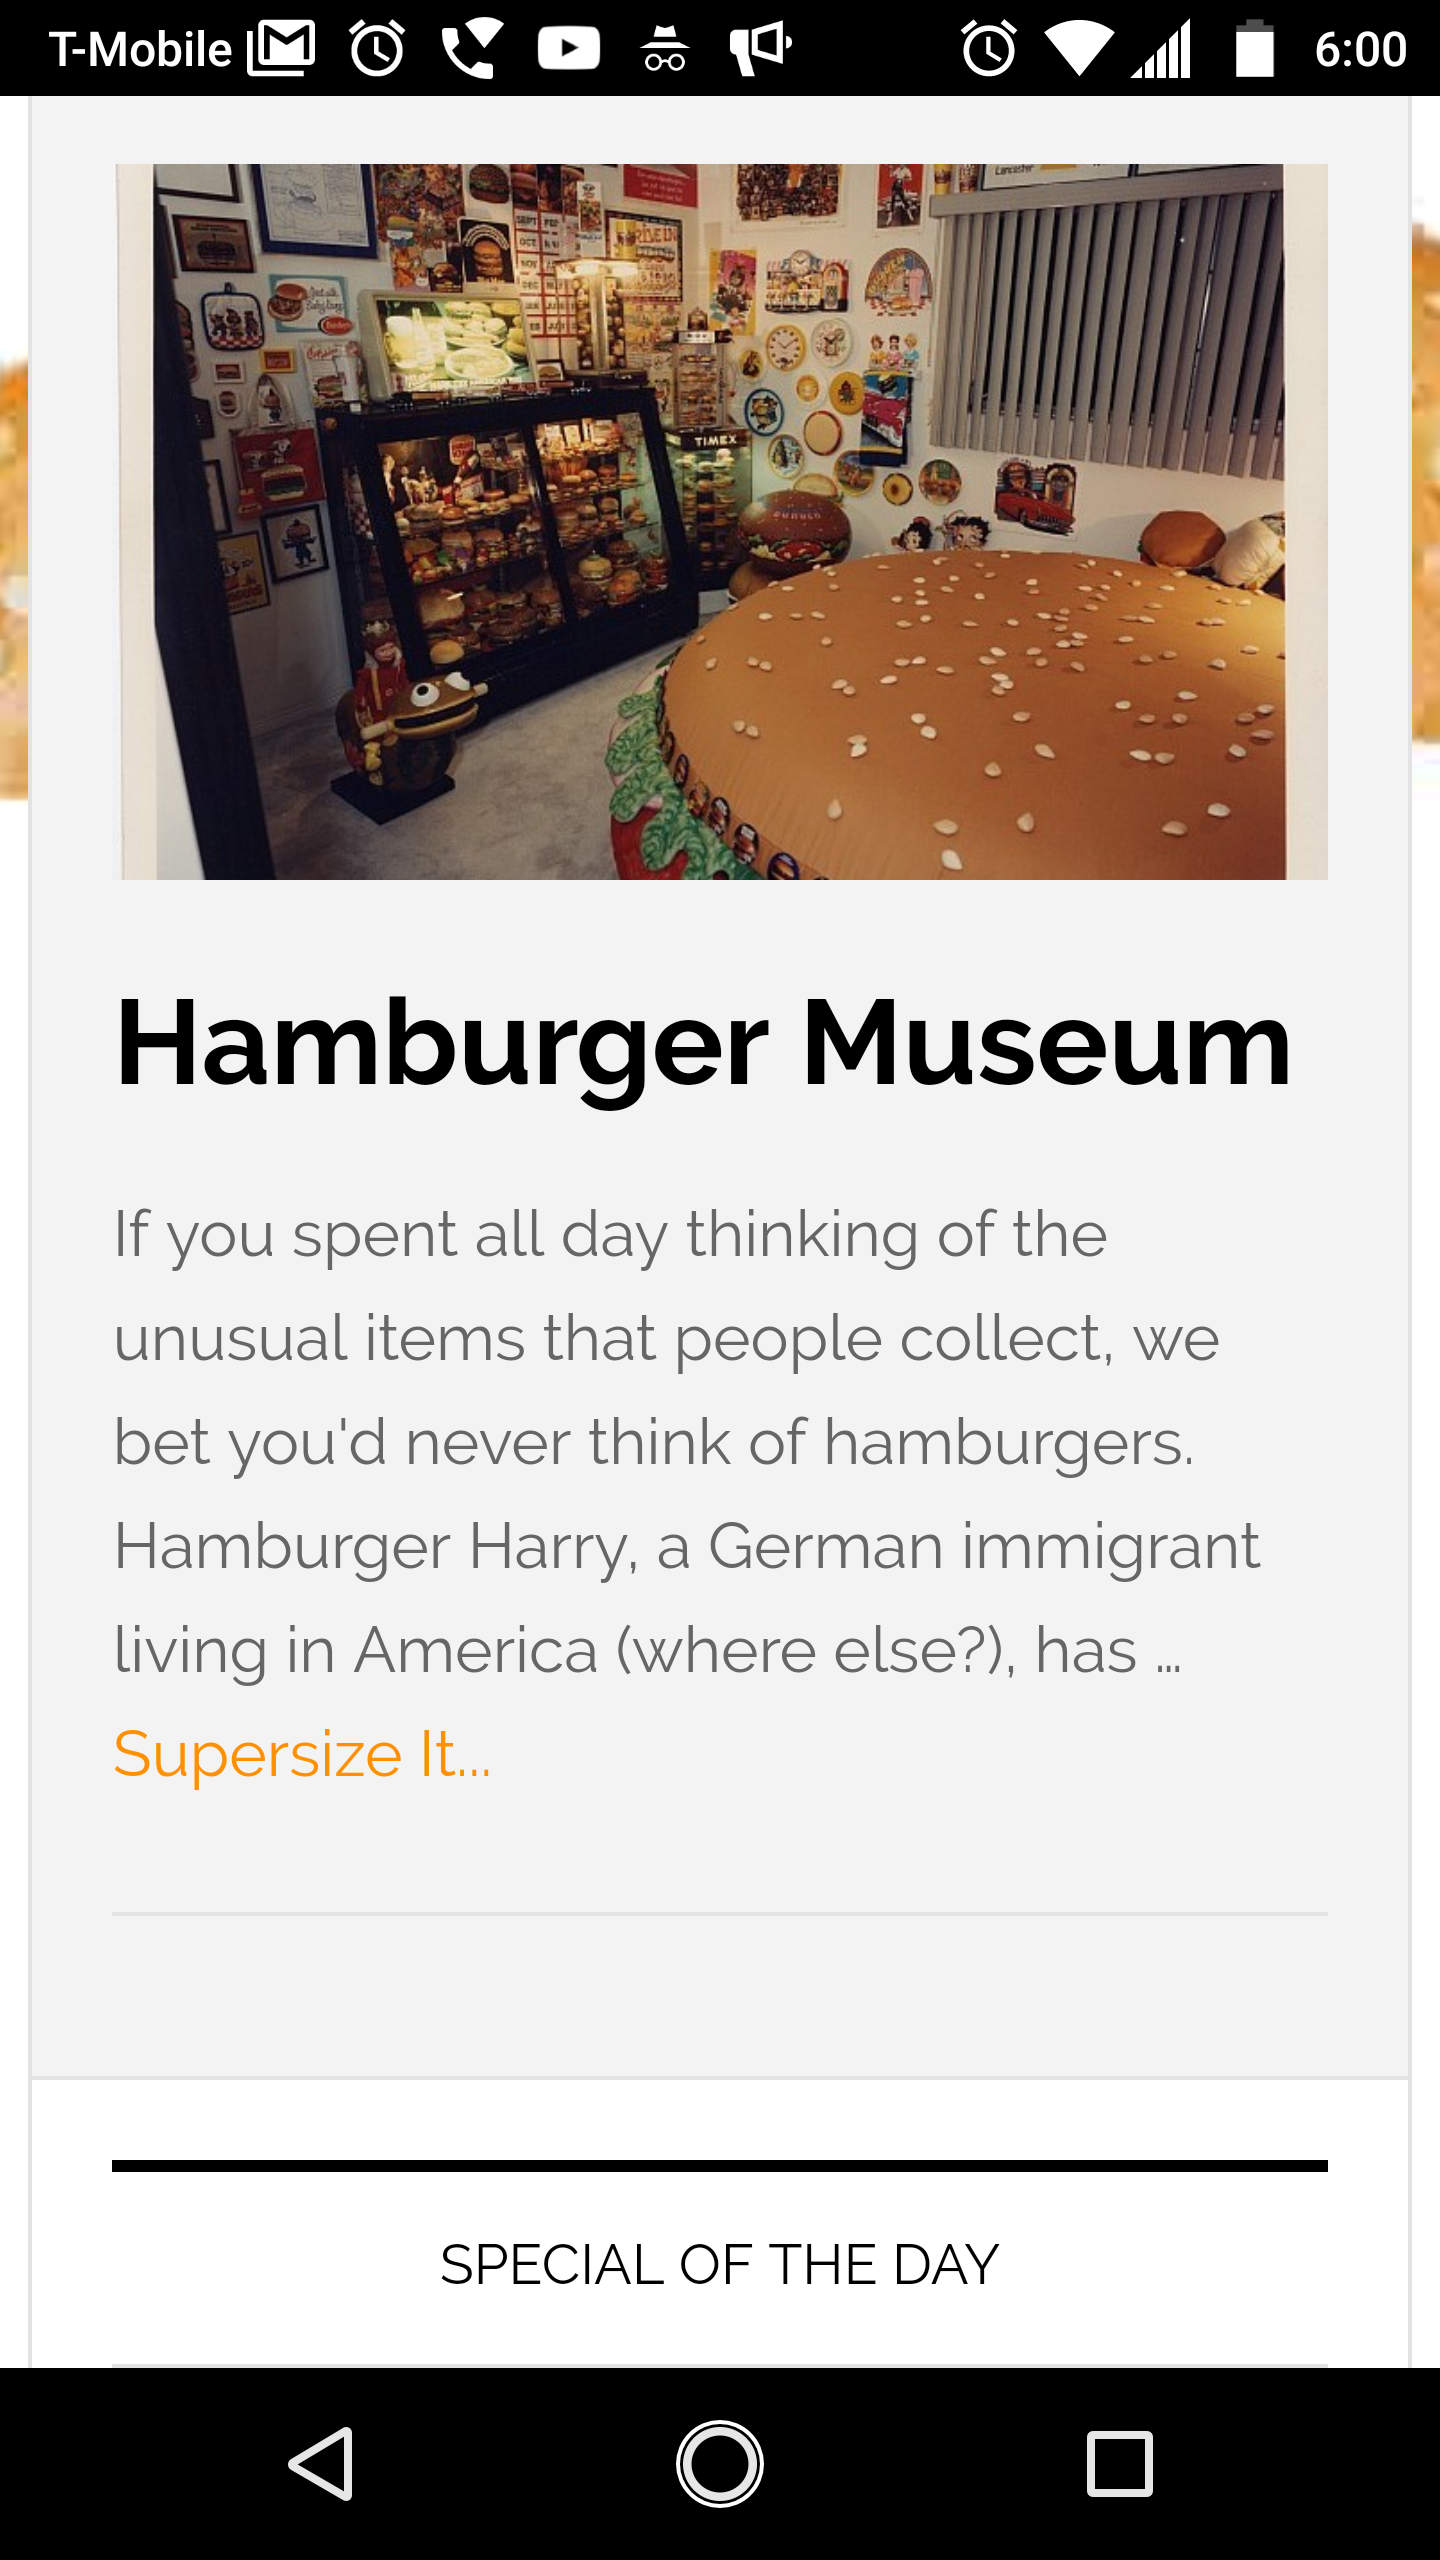 T-Mobile 6:00
Lancaster
TIMEX
Hamburger Museum
If you spent all day thinking of the
unusual items that people collect, we
bet you'd never think of hamburgers.
Hamburger Harry, a German immigrant
living in America (where else?), has ...
Supersize It...
SPECIAL OF THE DAY